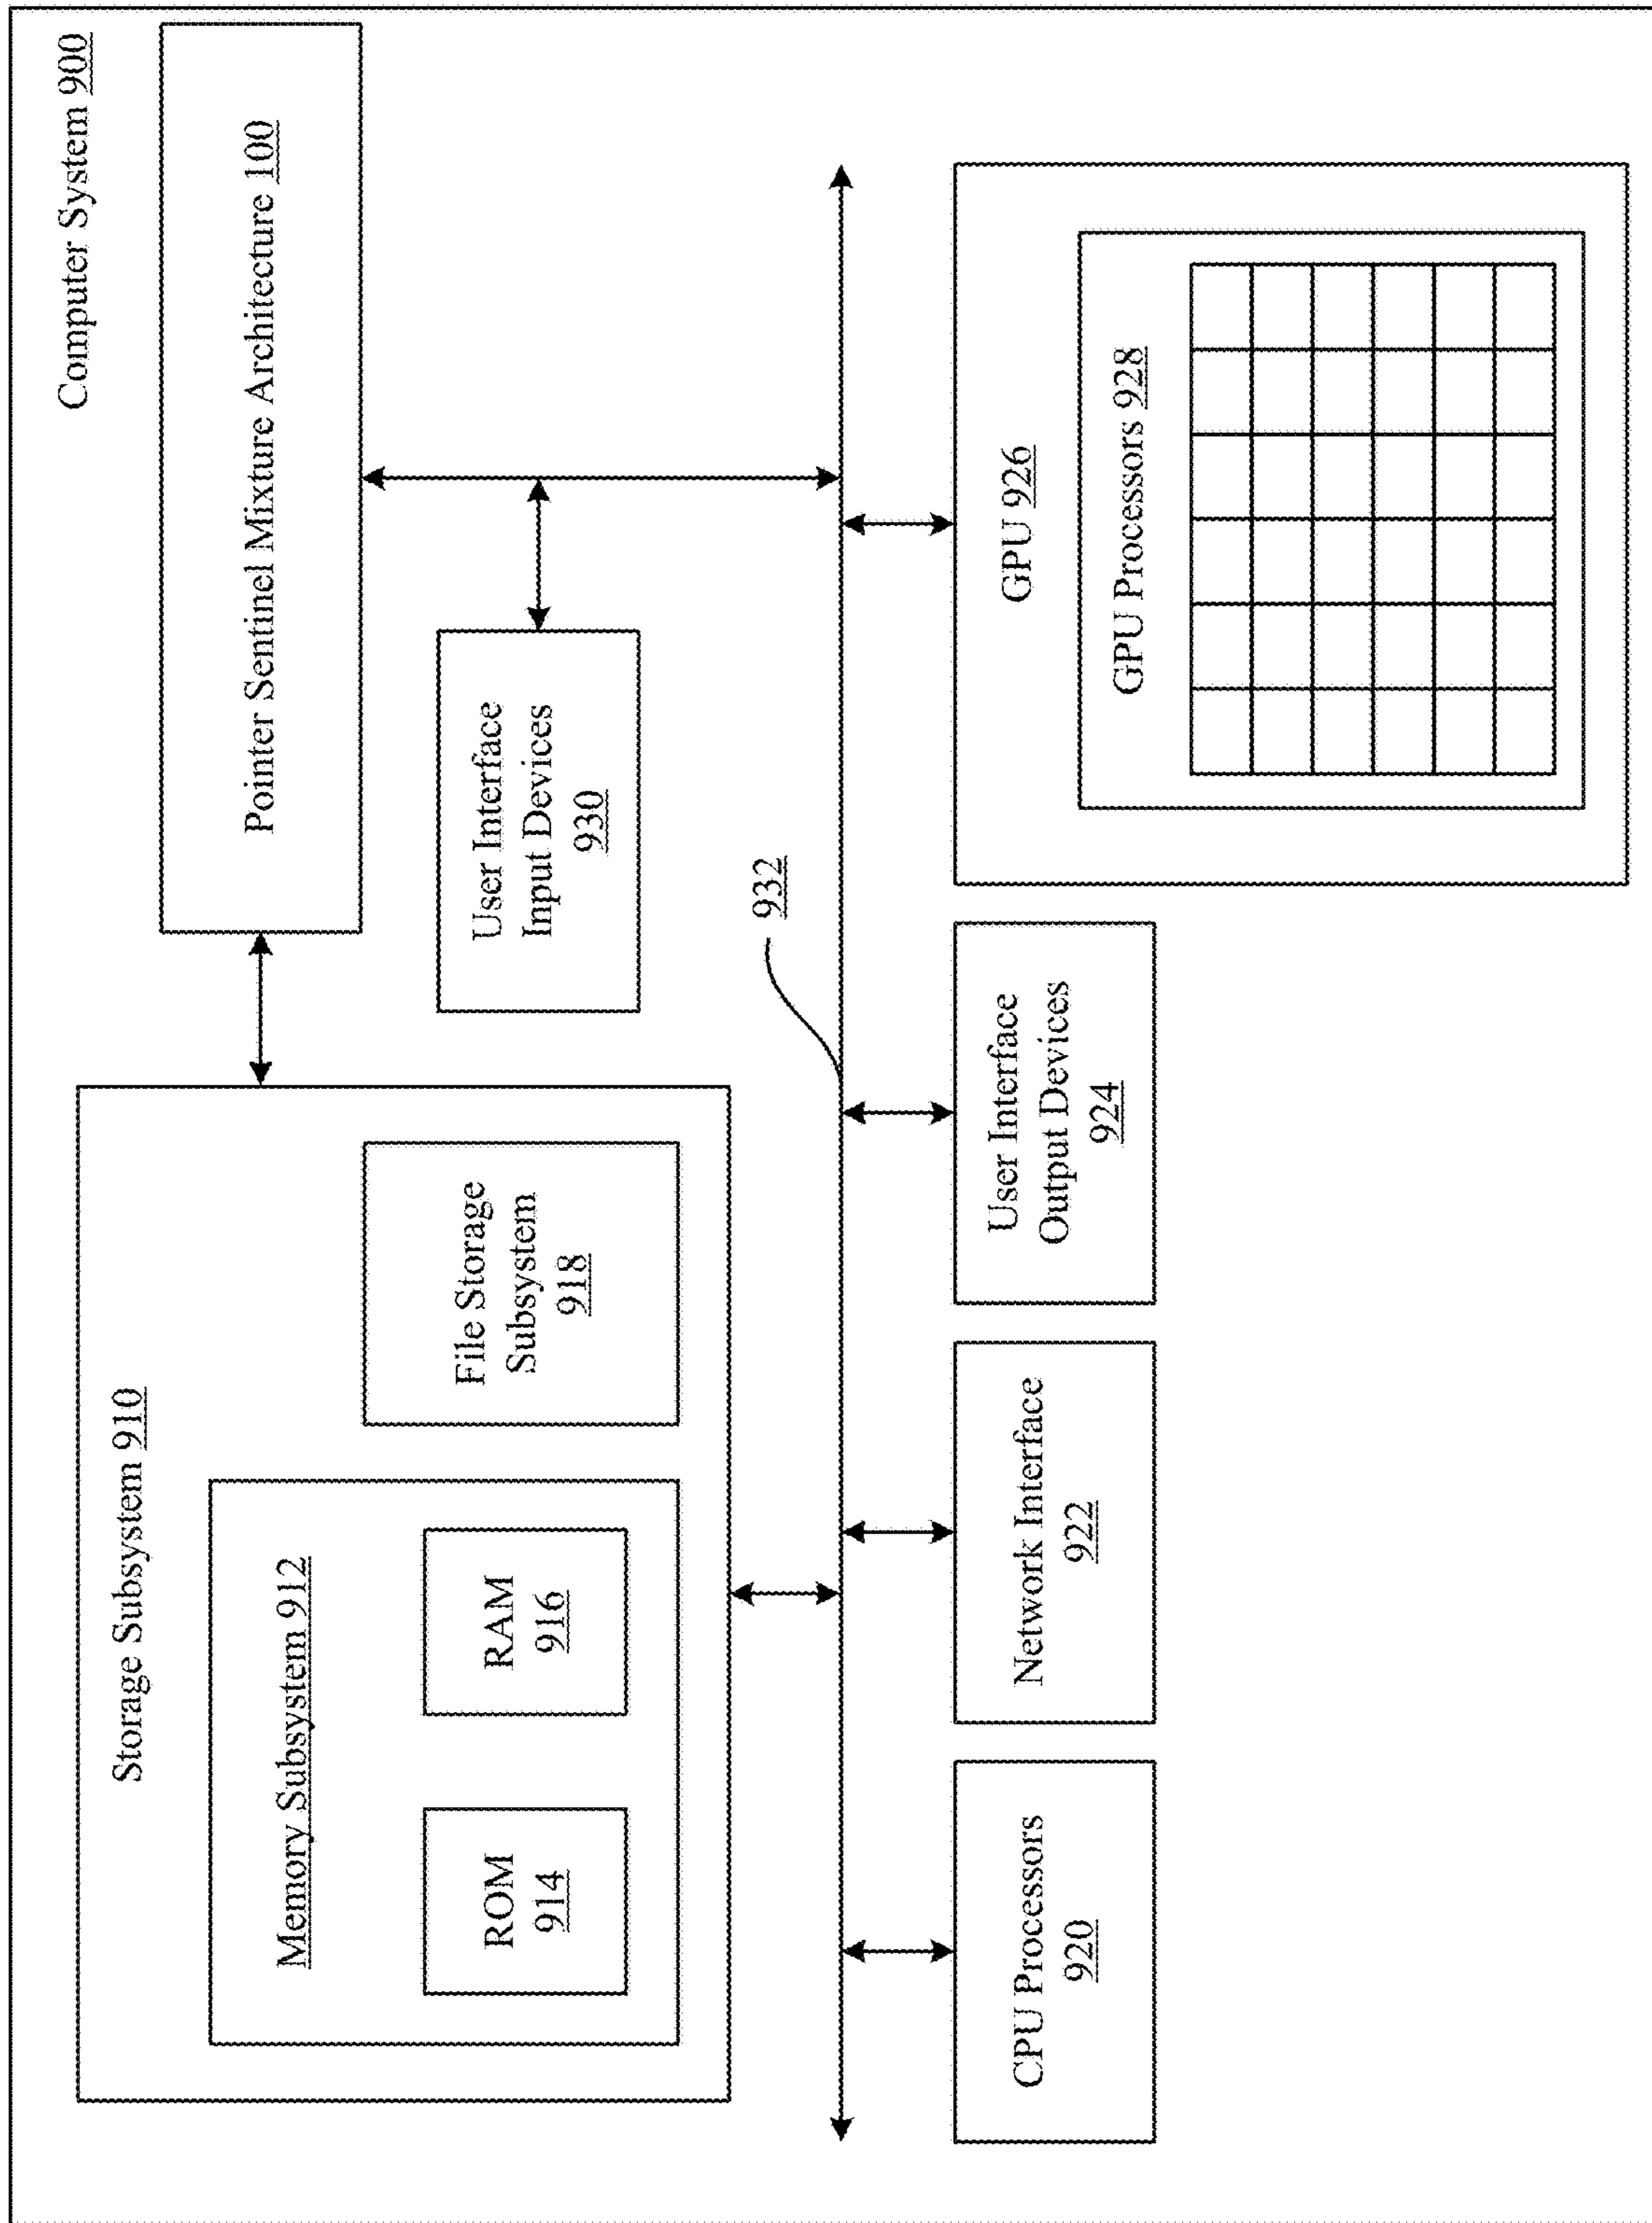 Computer System 900
Storage Subsystem 910
Memory Subsystem 912
ROM
914
RAM
916
File Storage
Subsystem
918
Pointer Sentinel Mixture Architecture 100
User Interface
Input Devices
930
932
CPU Processors
920
Network Interface
922
User Interface
Output Devices
924
GPU 926
GPU Processors 928